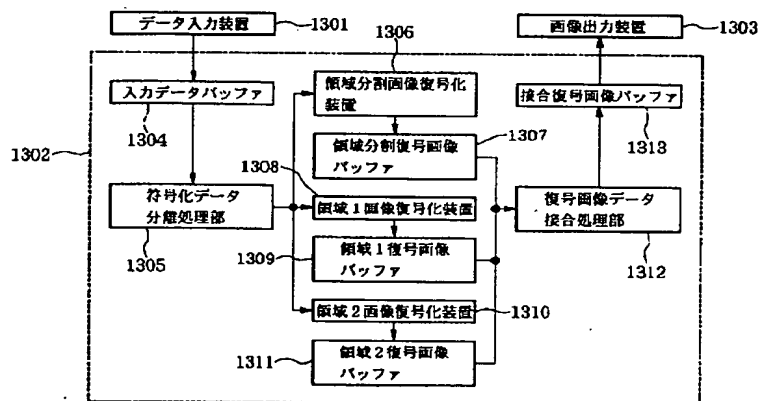 データ入力装置
1301
1306
画像出力装置
1303
入力データバッファ
1304
領域分割画像復号化
装置
接合復号画像バッファ
1313
1302
1307
領域分割復号画像
バッファ
1308
符号化データ
分離処理部
1305
領域1画像復号化装置
復号画像データ
接合処理部
1312
1309
領域1復号画像
バッファ
領域2画像復号化装置
1310
1311
領域2復号画像
バッファ